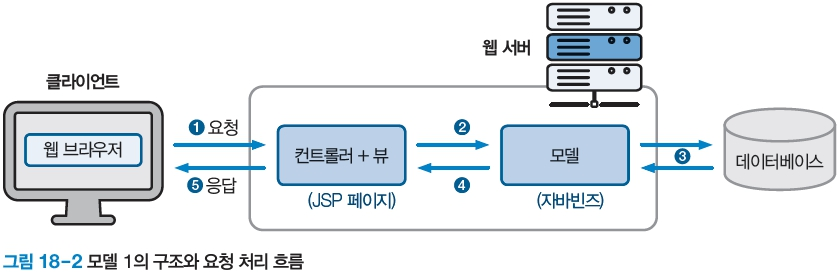 웹 서버
클라이언트
웹 브라우저
❶ 요청
❺ 응답
컨트롤러 + 뷰
(JSP 페이지)
❷
❹
모델
(자바빈즈)
❸
데이터베이스
그림 18-2 모델 1의 구조와 요청 처리 흐름